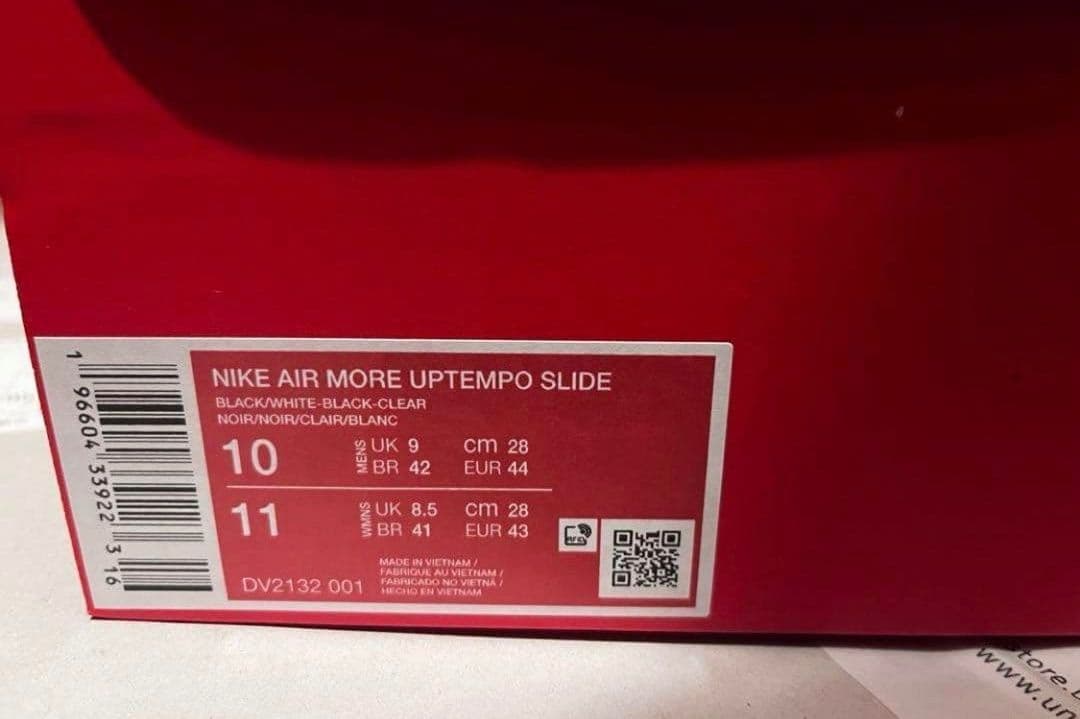 NIKE AIR MORE UPTEMPO SLIDE
BLACK/WHITE-BLACK-CLEAR
NOIR/NOIR/CLAIR/BLANC
10 MENS UK 9 cm 28
BR 42 EUR 44
11 WMNS UK 8.5 cm 28
BR 41 EUR 43
DV2132 001
MADE IN VIETNAM /
FABRIQUE AU VIETNAM /
FABRICADO NO VIETNÃ /
HECHO EN VIETNAM
RFID
1 96604 33922 3 16
www.un